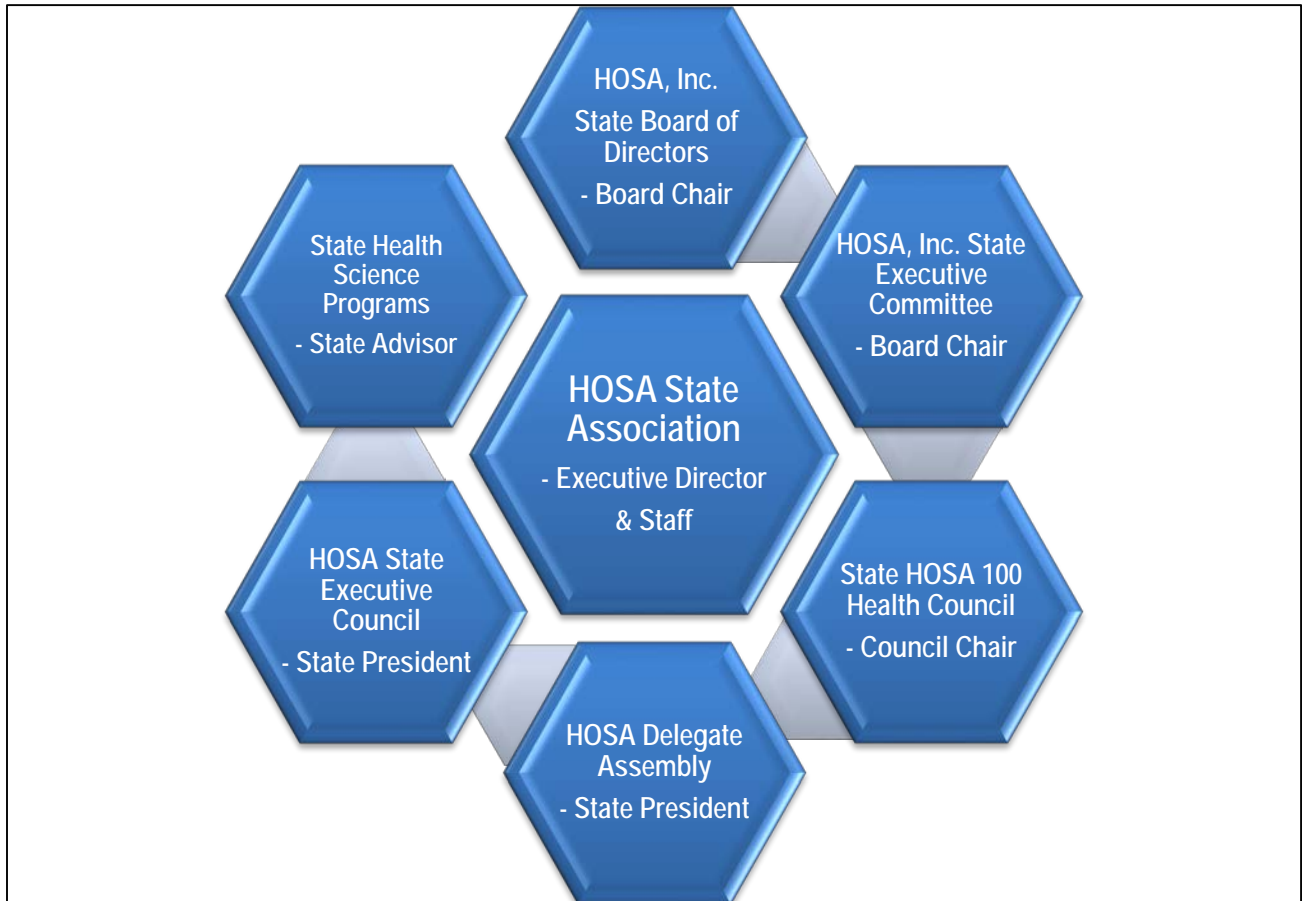 HOSA, Inc.
State Board of
Directors
- Board Chair
HOSA, Inc. State
Executive
Committee
- Board Chair
State HOSA 100
Health Council
- Council Chair
HOSA Delegate
Assembly
- State President
HOSA State
Executive
Council
- State President
State Health
Science
Programs
- State Advisor
HOSA State
Association
- Executive Director
& Staff